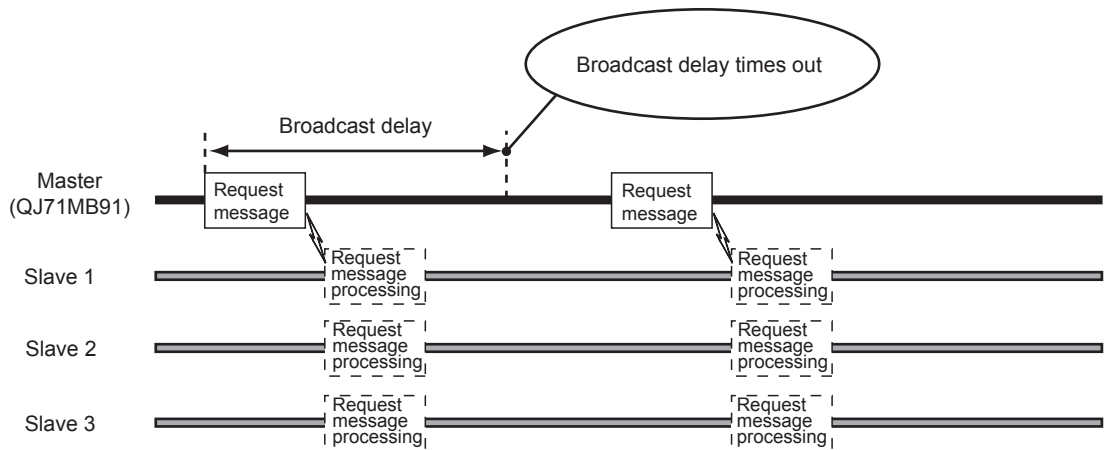 Broadcast delay times out
Broadcast delay
Master
(QJ71MB91)
Request
message
Request
message
Slave 1
Request
message
processing
Request
message
processing
Slave 2
Request
message
processing
Request
message
processing
Slave 3
Request
message
processing
Request
message
processing